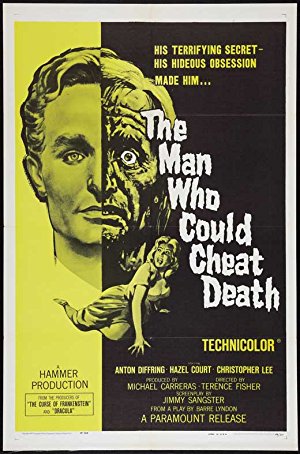 HIS TERRIFYING SECRET–
HIS HIDEOUS OBSESSION
MADE HIM...
The
Man
Who
Could
Cheat
Death
TECHNICOLOR®
ANTON DIFFRING · HAZEL COURT · CHRISTOPHER LEE
PRODUCED BY
MICHAEL CARRERAS ·
DIRECTED BY
TERENCE FISHER
SCREENPLAY BY
JIMMY SANGSTER
FROM A PLAY BY BARRE LYNDON
A PARAMOUNT RELEASE
A
HAMMER
PRODUCTION
FROM THE PRODUCERS OF
"THE CURSE OF FRANKENSTEIN"
AND "DRACULA"